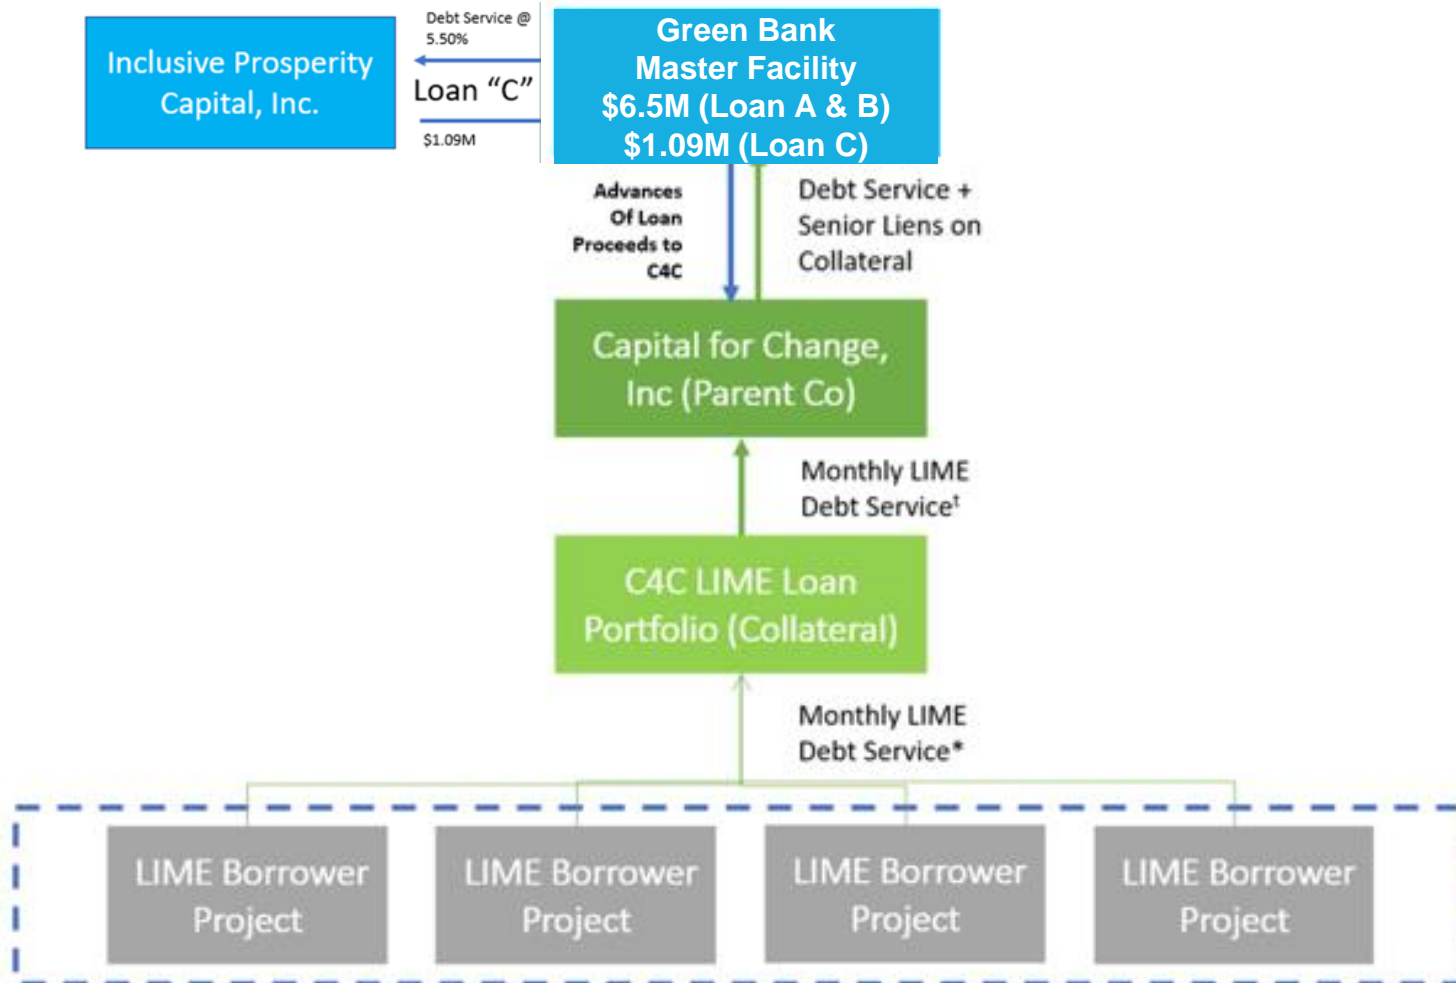 Inclusive Prosperity
Capital, Inc.
Debt Service @
5.50%
Loan “C”
$1.09M
Green Bank
Master Facility
$6.5M (Loan A & B)
$1.09M (Loan C)
Advances
Of Loan
Proceeds to
C4C
Debt Service +
Senior Liens on
Collateral
Capital for Change,
Inc (Parent Co)
Monthly LIME
Debt Service†
C4C LIME Loan
Portfolio (Collateral)
Monthly LIME
Debt Service*
LIME Borrower
Project
LIME Borrower
Project
LIME Borrower
Project
LIME Borrower
Project